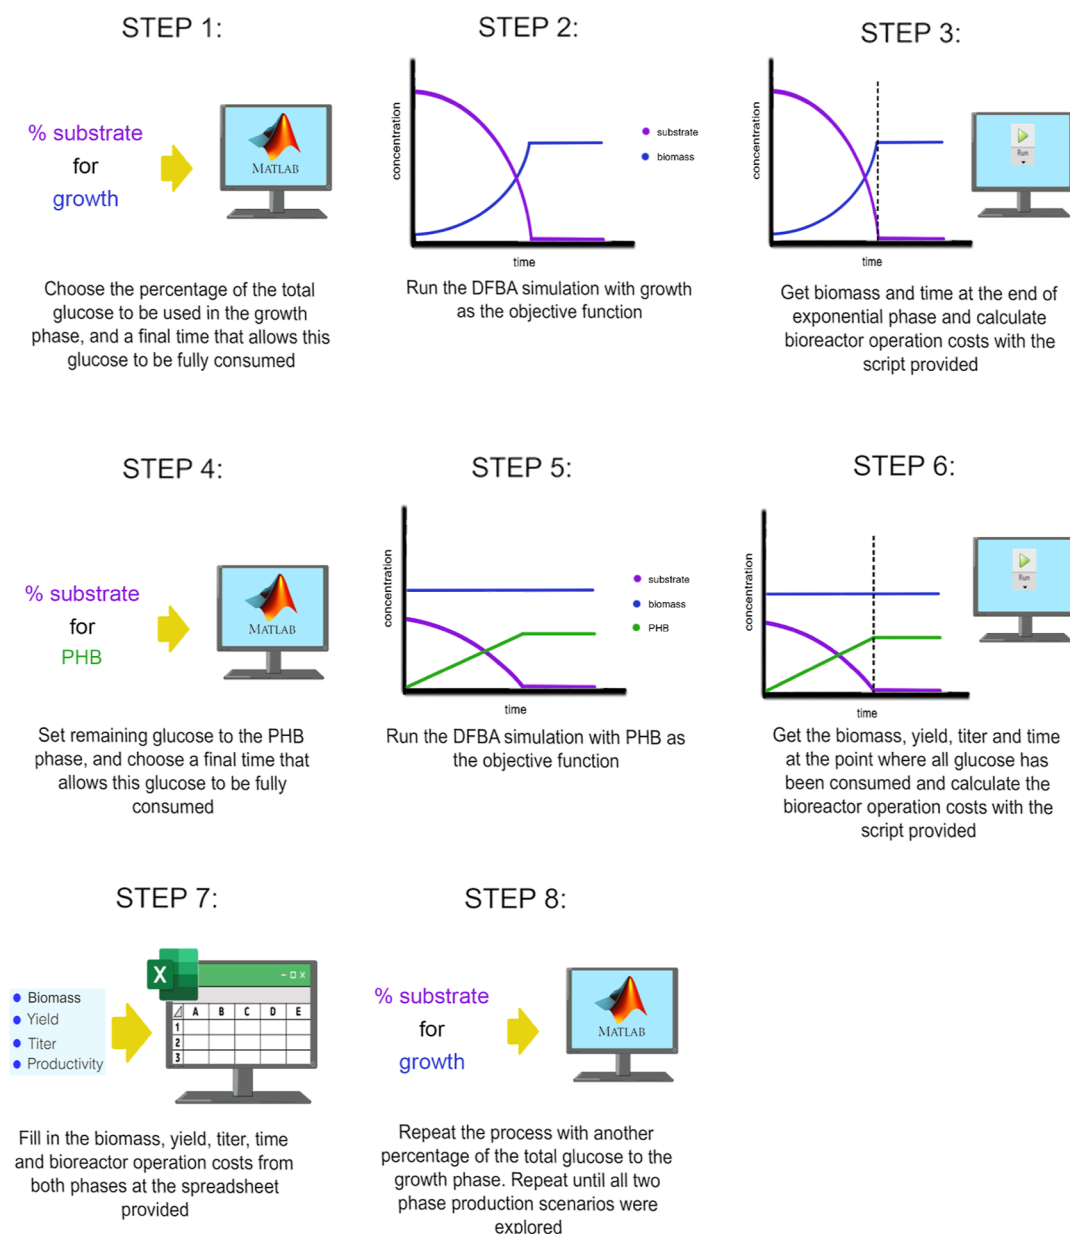 STEP 1:
% substrate
for
growth
MATLAB
Choose the percentage of the total
glucose to be used in the growth
phase, and a final time that allows this
glucose to be fully consumed
STEP 2:
concentration
substrate
biomass
time
Run the DFBA simulation with growth
as the objective function
STEP 3:
concentration
Run
time
Get biomass and time at the end of
exponential phase and calculate
bioreactor operation costs with the
script provided
STEP 4:
% substrate
for
PHB
MATLAB
Set remaining glucose to the PHB
phase, and choose a final time that
allows this glucose to be fully
consumed
STEP 5:
concentration
substrate
biomass
PHB
time
Run the DFBA simulation with PHB as
the objective function
STEP 6:
concentration
Run
time
Get the biomass, yield, titer and time
at the point where all glucose has
been consumed and calculate the
bioreactor operation costs with the
script provided
STEP 7:
Biomass
Yield
Titer
Productivity
X
A B C D E
1
2
3
Fill in the biomass, yield, titer, time
and bioreactor operation costs from
both phases at the spreadsheet
provided
STEP 8:
% substrate
for
growth
MATLAB
Repeat the process with another
percentage of the total glucose to the
growth phase. Repeat until all two
phase production scenarios were
explored